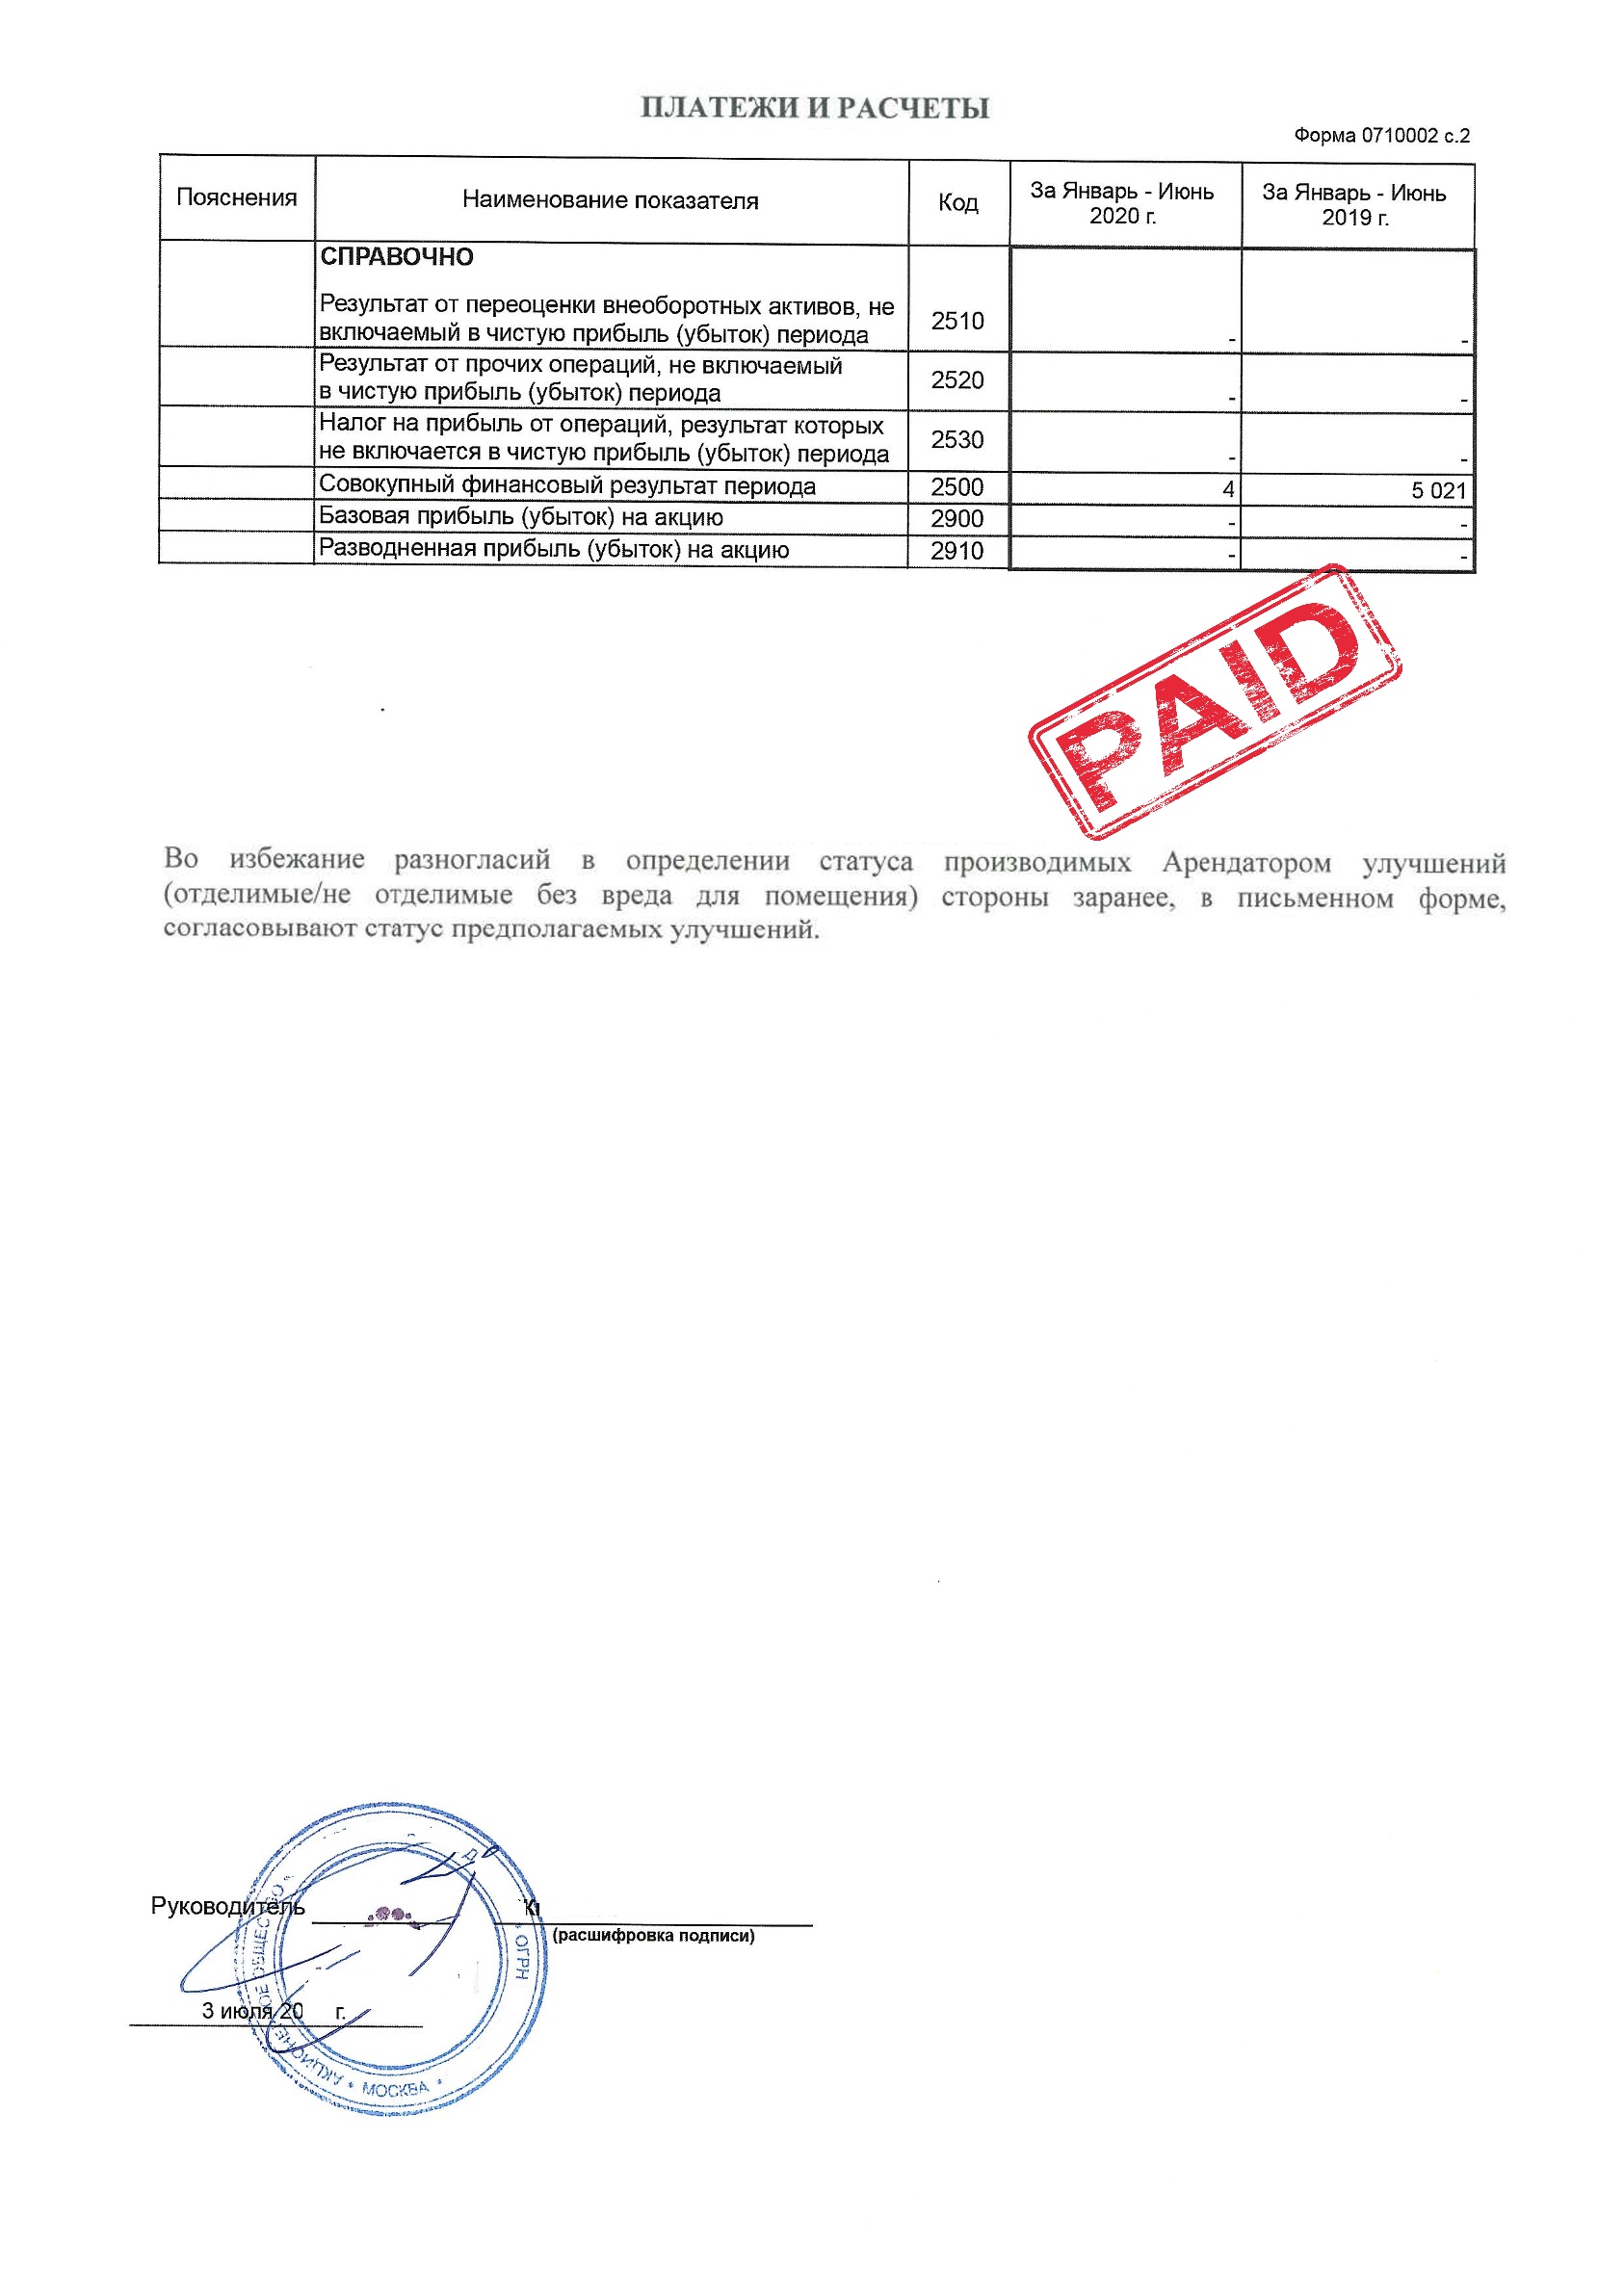 ПЛАТЕЖИ И РАСЧЕТЫ
Форма 0710002 с.2
Пояснения Наименование показателя Код За Январь - Июнь 2020 г. За Январь - Июнь 2019 г.
СПРАВОЧНО
Результат от переоценки внеоборотных активов, не
включаемый в чистую прибыль (убыток) периода 2510 - -
Результат от прочих операций, не включаемый
в чистую прибыль (убыток) периода 2520 - -
Налог на прибыль от операций, результат которых
не включается в чистую прибыль (убыток) периода 2530 - -
Совокупный финансовый результат периода 2500 4 5 021
Базовая прибыль (убыток) на акцию 2900 - -
Разводненная прибыль (убыток) на акцию 2910 - -
PAID
Во избежание разногласий в определении статуса производимых Арендатором улучшений
(отделимые/не отделимые без вреда для помещения) стороны заранее, в письменном форме,
согласовывают статус предполагаемых улучшений.
Руководитель
(расшифровка подписи)
3 июля 20 г.
АКЦИОНЕРНОЕ ОБЩЕСТВО
* ОГРН
* МОСКВА *